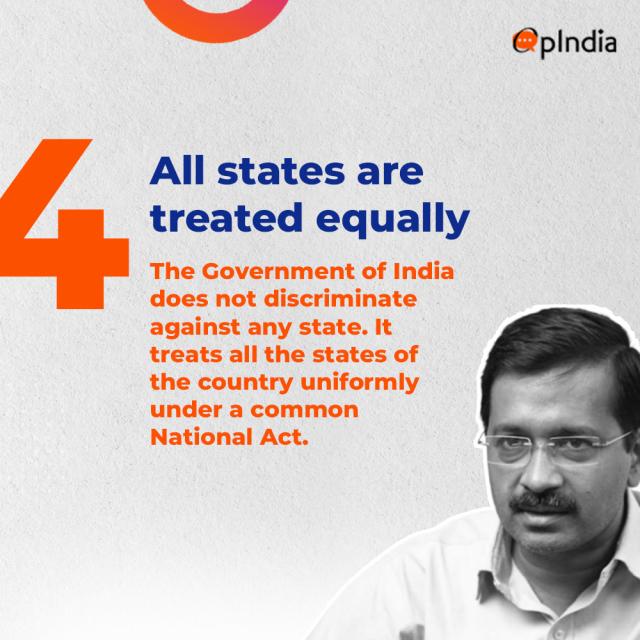 OpIndia
4
All states are
treated equally
The Government of India
does not discriminate
against any state. It
treats all the states of
the country uniformly
under a common
National Act.